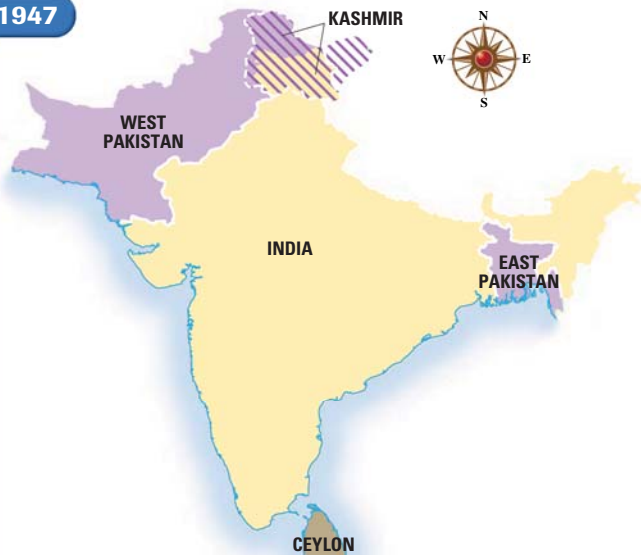 1947
KASHMIR
N
W E
S
WEST
PAKISTAN
INDIA
EAST
PAKISTAN
CEYLON